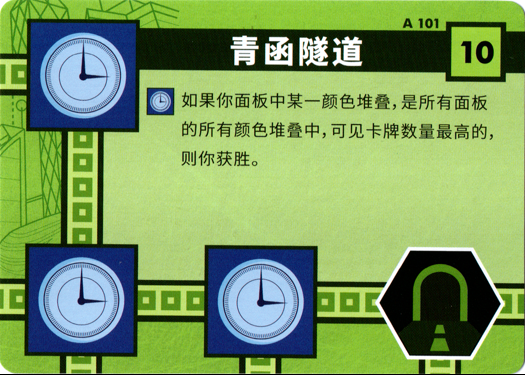 A 101
青函隧道
10
如果你面板中某一颜色堆叠，是所有面板
的所有颜色堆叠中，可见卡牌数量最高的，
则你获胜。